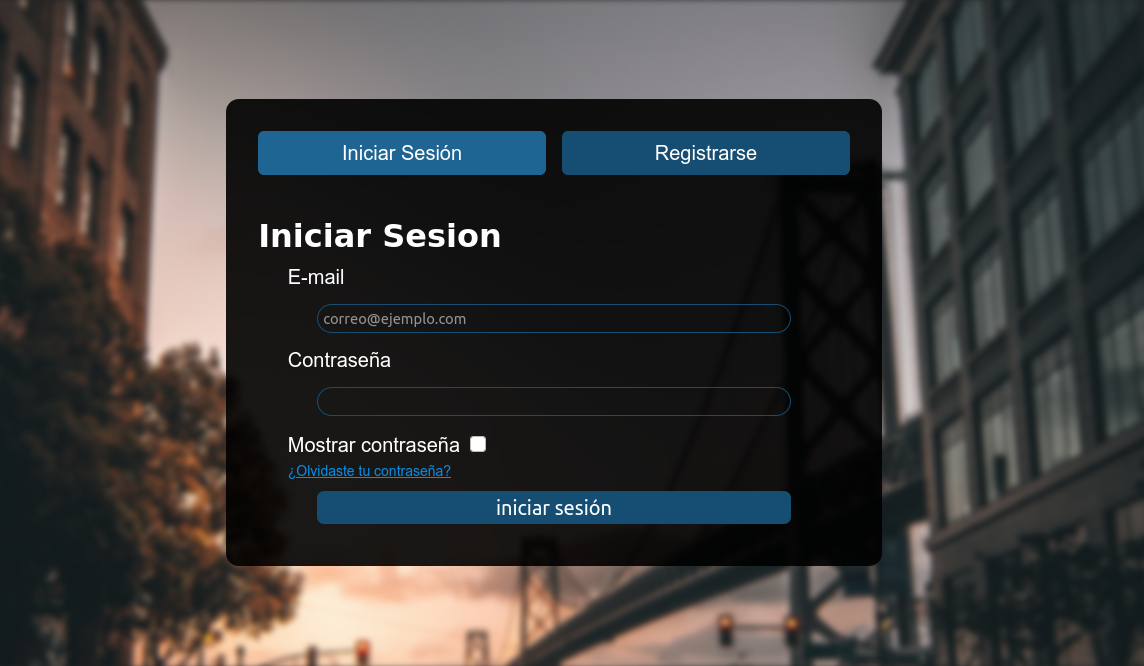 Iniciar Sesión Registrarse
Iniciar Sesion
E-mail
correo@ejemplo.com
Contraseña
Mostrar contraseña
¿Olvidaste tu contraseña?
iniciar sesión